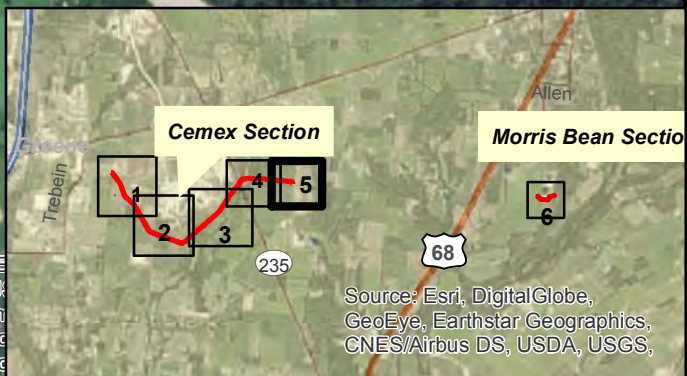 Allen
Cemex Section
Morris Bean Sectio
Greene
Trebein
1
2
3
4
5
6
235
68
Source: Esri, DigitalGlobe,
GeoEye, Earthstar Geographics,
CNES/Airbus DS, USDA, USGS,